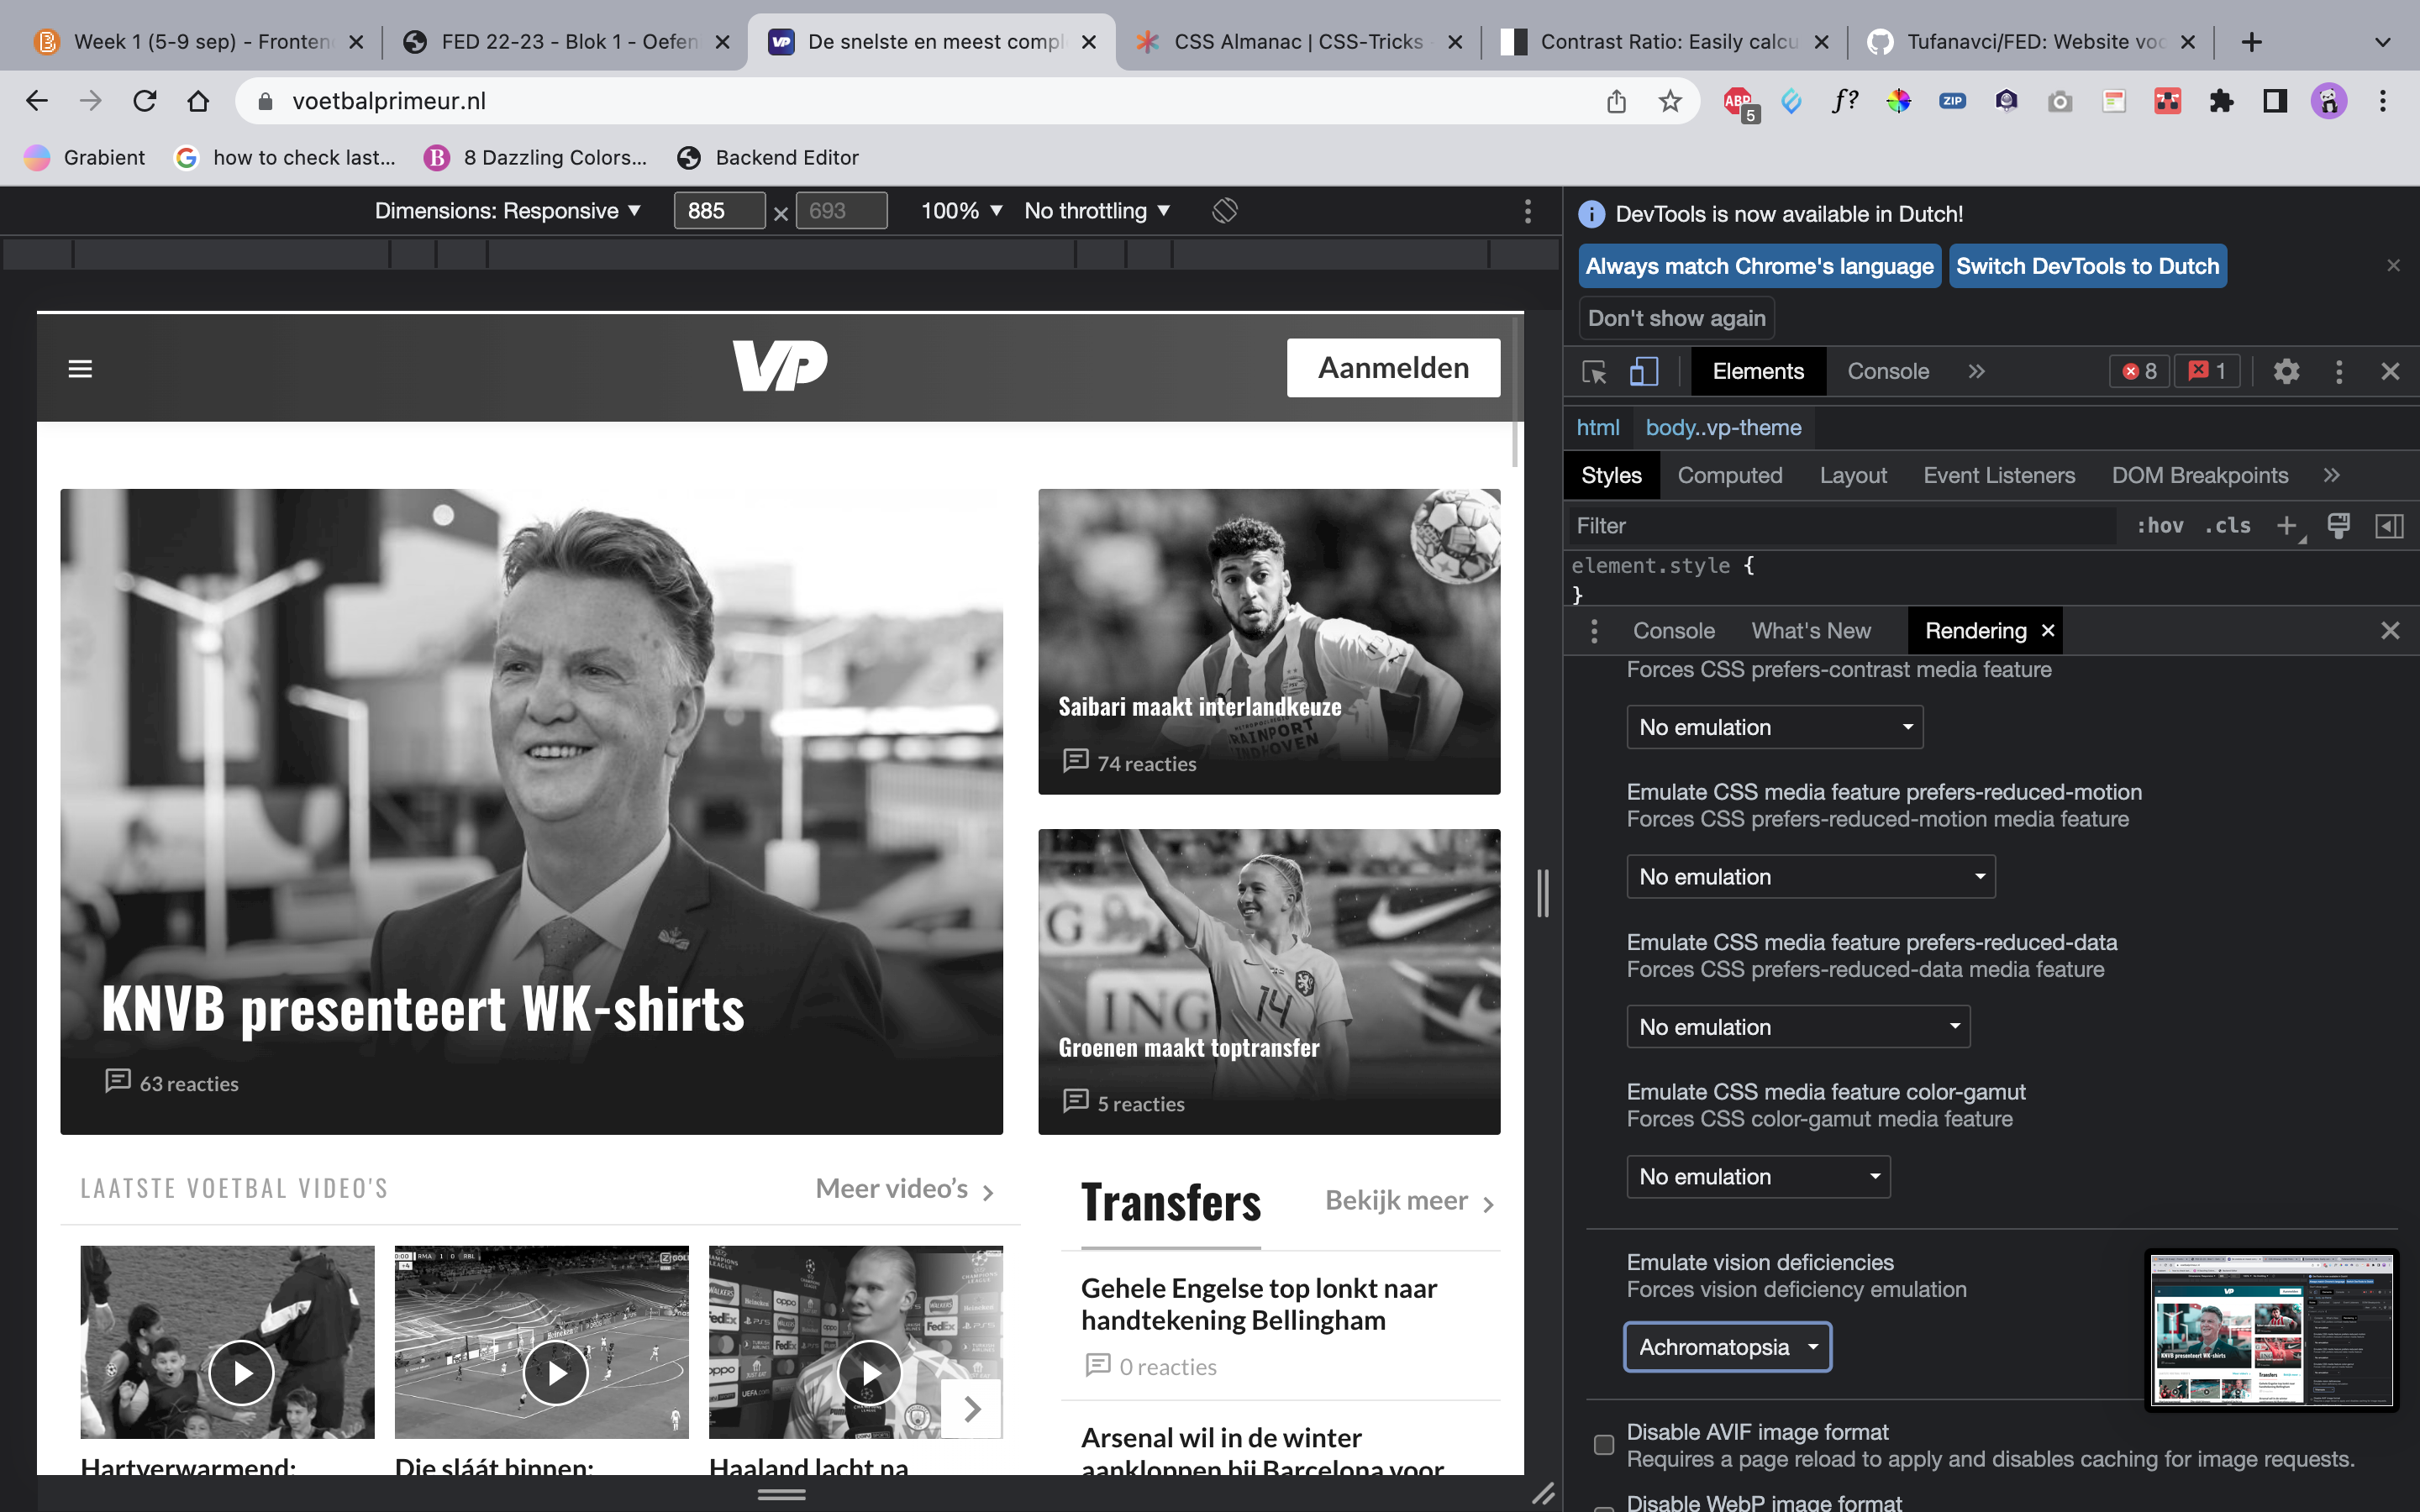 Week 1 (5-9 sep) - Fronten
FED 22-23 - Blok 1 - Oefen
De snelste en meest compl
CSS Almanac | CSS-Tricks
Contrast Ratio: Easily calcu
Tufanavci/FED: Website voo
voetbalprimeur.nl
ABP
5
f?
ZIP
Grabient
how to check last...
8 Dazzling Colors...
Backend Editor
Dimensions: Responsive
885
693
100%
No throttling
DevTools is now available in Dutch!
Always match Chrome's language
Switch DevTools to Dutch
Don't show again
Elements
Console
8
1
html
body..vp-theme
Styles
Computed
Layout
Event Listeners
DOM Breakpoints
Filter
:hov
.cls
element.style {
}
Console
What's New
Rendering
Forces CSS prefers-contrast media feature
No emulation
Emulate CSS media feature prefers-reduced-motion
Forces CSS prefers-reduced-motion media feature
No emulation
Emulate CSS media feature prefers-reduced-data
Forces CSS prefers-reduced-data media feature
No emulation
Emulate CSS media feature color-gamut
Forces CSS color-gamut media feature
No emulation
Emulate vision deficiencies
Forces vision deficiency emulation
Achromatopsia
Disable AVIF image format
Requires a page reload to apply and disables caching for image requests.
Disable WebP image format
VP
Aanmelden
KNVB presenteert WK-shirts
63 reacties
Saibari maakt interlandkeuze
74 reacties
ING
14
Groenen maakt toptransfer
5 reacties
LAATSTE VOETBAL VIDEO'S
Meer video's
Hartverwarmend:
Die sláát binnen:
Haaland lacht na
Transfers
Bekijk meer
Gehele Engelse top lonkt naar
handtekening Bellingham
0 reacties
Arsenal wil in de winter
aankloppen bij Barcelona voor